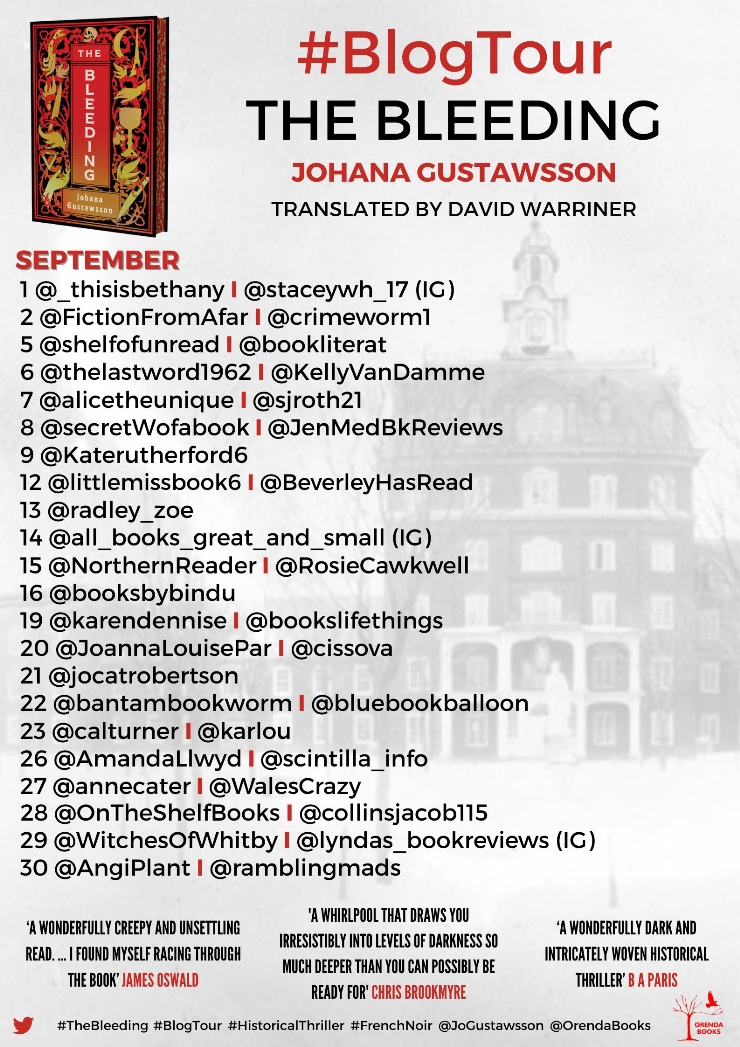 THE
BLEEDING
Johana
Gustawsson
#BlogTour
THE BLEEDING
JOHANA GUSTAWSSON
TRANSLATED BY DAVID WARRINER
SEPTEMBER
1 @_thisisbethany I @staceywh_17 (IG)
2 @FictionFromAfar I @crimeworm1
5 @shelfofunread I @bookliterat
6 @thelastword1962 I @KellyVanDamme
7 @alicetheunique I @sjroth21
8 @secretWofabook I @JenMedBkReviews
9 @Katerutherford6
12 @littlemissbook6 I @BeverleyHasRead
13 @radley_zoe
14 @all_books_great_and_small (IG)
15 @NorthernReader I @RosieCawkwell
16 @booksbybindu
19 @karendennise I @bookslifethings
20 @JoannaLouisePar I @cissova
21 @jocatrobertson
22 @bantambookworm I @bluebookballoon
23 @calturner I @karlou
26 @AmandaLlwyd I @scintilla_info
27 @annecater I @WalesCrazy
28 @OnTheShelfBooks I @collinsjacob115
29 @WitchesOfWhitby I @lyndas_bookreviews (IG)
30 @AngiPlant I @ramblingmads
'A WONDERFULLY CREEPY AND UNSETTLING
READ. ... I FOUND MYSELF RACING THROUGH
THE BOOK' JAMES OSWALD
'A WHIRLPOOL THAT DRAWS YOU
IRRESISTIBLY INTO LEVELS OF DARKNESS SO
MUCH DEEPER THAN YOU CAN POSSIBLY BE
READY FOR' CHRIS BROOKMYRE
'A WONDERFULLY DARK AND
INTRICATELY WOVEN HISTORICAL
THRILLER' B A PARIS
#TheBleeding #BlogTour #HistoricalThriller #FrenchNoir @JoGustawsson @OrendaBooks
ORENDA
BOOKS